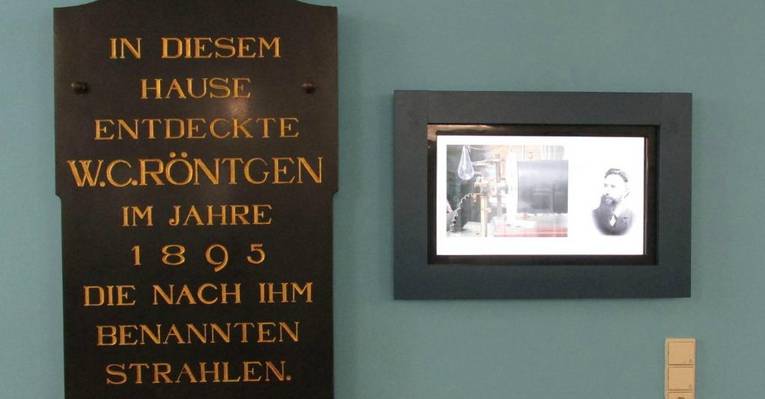 IN DIESEM
HAUSE
ENTDECKTE
W.C.RÖNTGEN
IM JAHRE
1895
DIE NACH IHM
BENANNTEN
STRAHLEN.